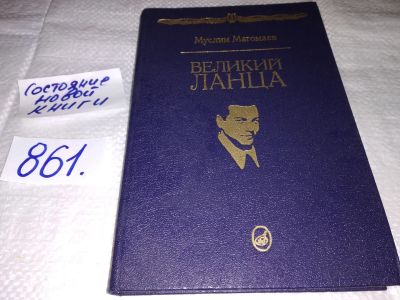 Муслим Магомаев
ВЕЛИКИЙ
ЛАНЦА
Состояние
новой
книги
861.